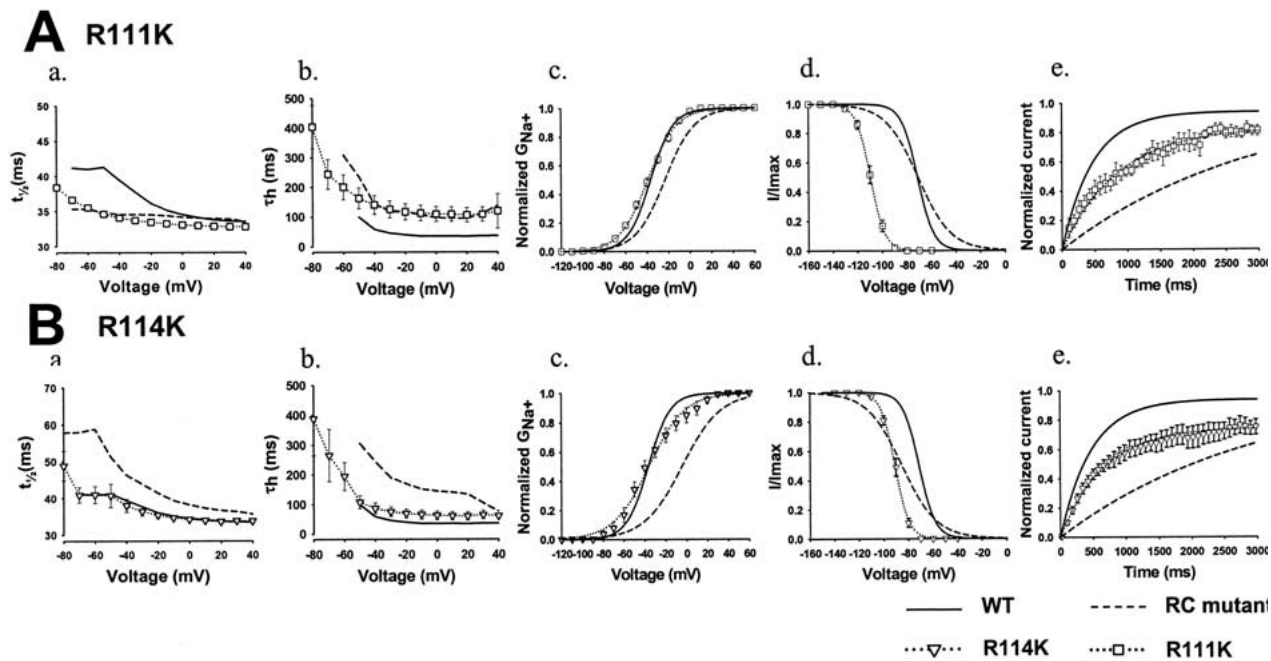 A R111K
a. b. c. d. e.
50
45
40
35
30
t½(ms)
-80 -60 -40 -20 0 20 40
Voltage (mV)
500
400
300
200
100
0
τh (ms)
-80 -60 -40 -20 0 20 40
Voltage (mV)
1.0
0.8
0.6
0.4
0.2
0.0
Normalized GNa+
-120-100 -80 -60 -40 -20 0 20 40 60
Voltage (mV)
1.0
0.8
0.6
0.4
0.2
0.0
I/Imax
-160 -140 -120 -100 -80 -60 -40 -20 0
Voltage (mV)
1.0
0.8
0.6
0.4
0.2
0.0
Normalized current
0 500 1000 1500 2000 2500 3000
Time (ms)
B R114K
a b. c. d. e.
70
60
50
40
30
t½(ms)
-80 -60 -40 -20 0 20 40
Voltage (mV)
500
400
300
200
100
0
τh (ms)
-80 -60 -40 -20 0 20 40
Voltage (mV)
1.0
0.8
0.6
0.4
0.2
0.0
Normalized GNa+
-120-100 -80 -60 -40 -20 0 20 40 60
Voltage (mV)
1.0
0.8
0.6
0.4
0.2
0.0
I/Imax
-160 -140 -120 -100 -80 -60 -40 -20 0
Voltage (mV)
1.0
0.8
0.6
0.4
0.2
0.0
Normalized current
0 500 1000 1500 2000 2500 3000
Time (ms)
WT RC mutant
R114K R111K